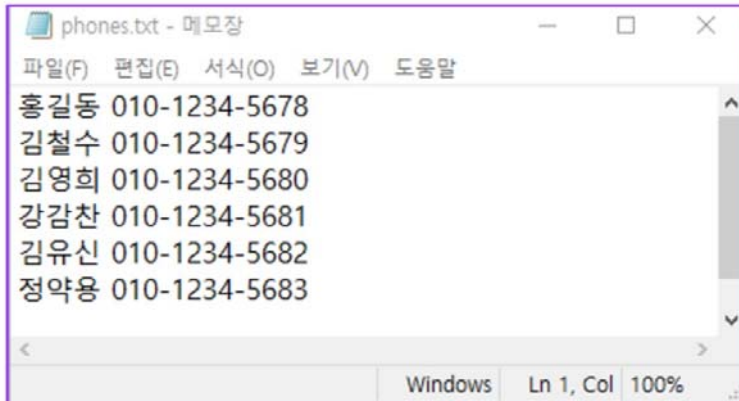 phones.txt - 메모장
파일(F) 편집(E) 서식(O) 보기(V) 도움말
홍길동 010-1234-5678
김철수 010-1234-5679
김영희 010-1234-5680
강감찬 010-1234-5681
김유신 010-1234-5682
정약용 010-1234-5683
Windows Ln 1, Col 100%